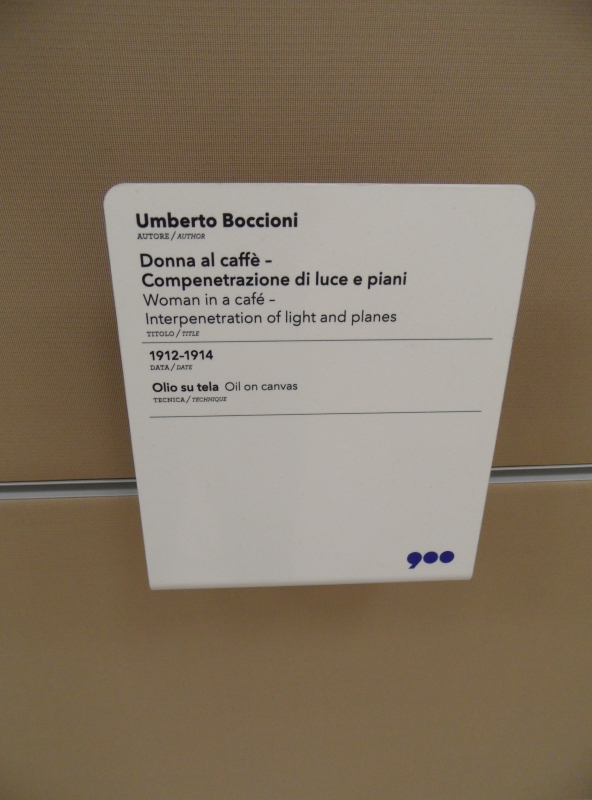 Umberto Boccioni
AUTORE / AUTHOR
Donna al caffè -
Compenetrazione di luce e piani
Woman in a café -
Interpenetration of light and planes
TITOLO / TITLE
1912-1914
DATA / DATE
Olio su tela Oil on canvas
TECNICA / TECHNIQUE
900